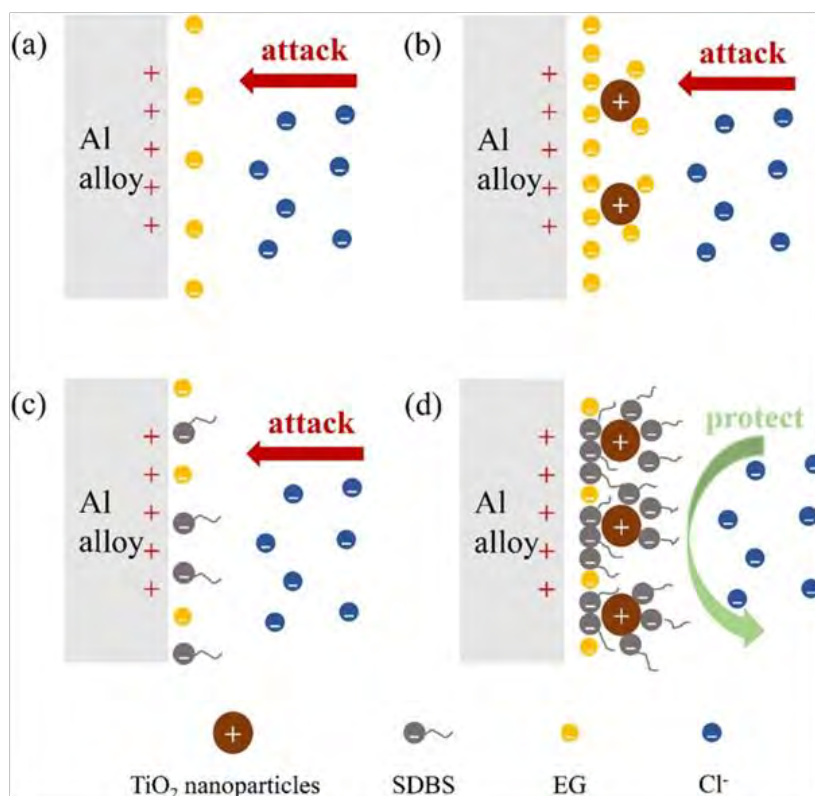 (a)
attack
Al
alloy
(b)
attack
Al
alloy
(c)
attack
Al
alloy
(d)
protect
Al
alloy
TiO₂ nanoparticles
SDBS
EG
Cl⁻